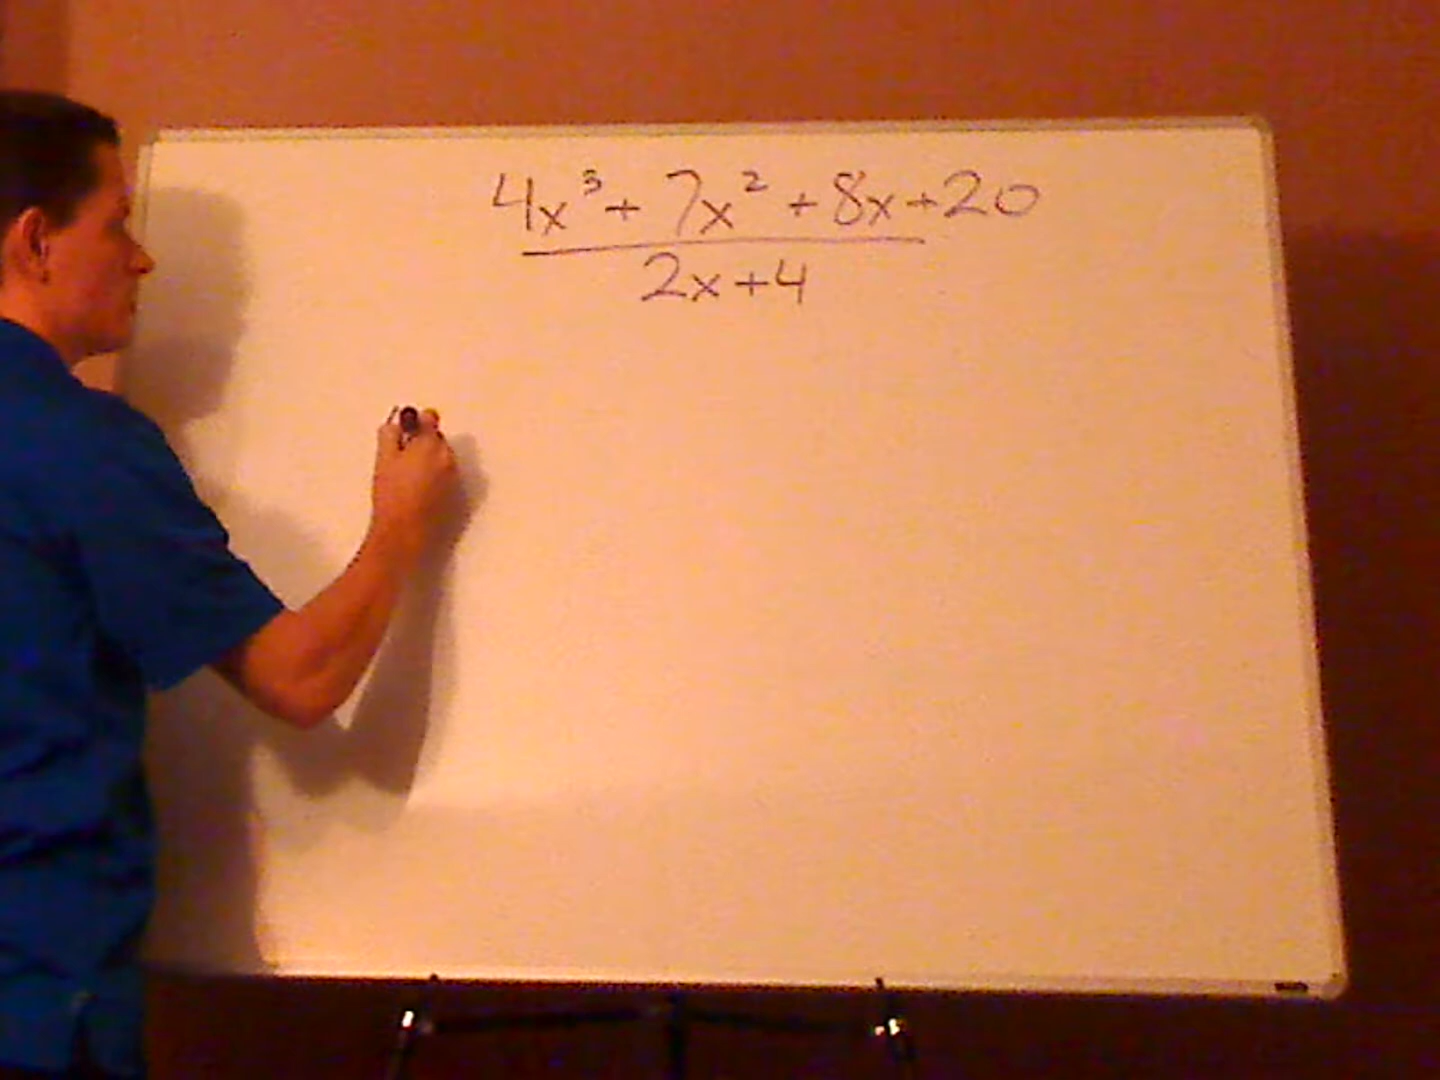 4x³ + 7x² + 8x + 20
2x + 4